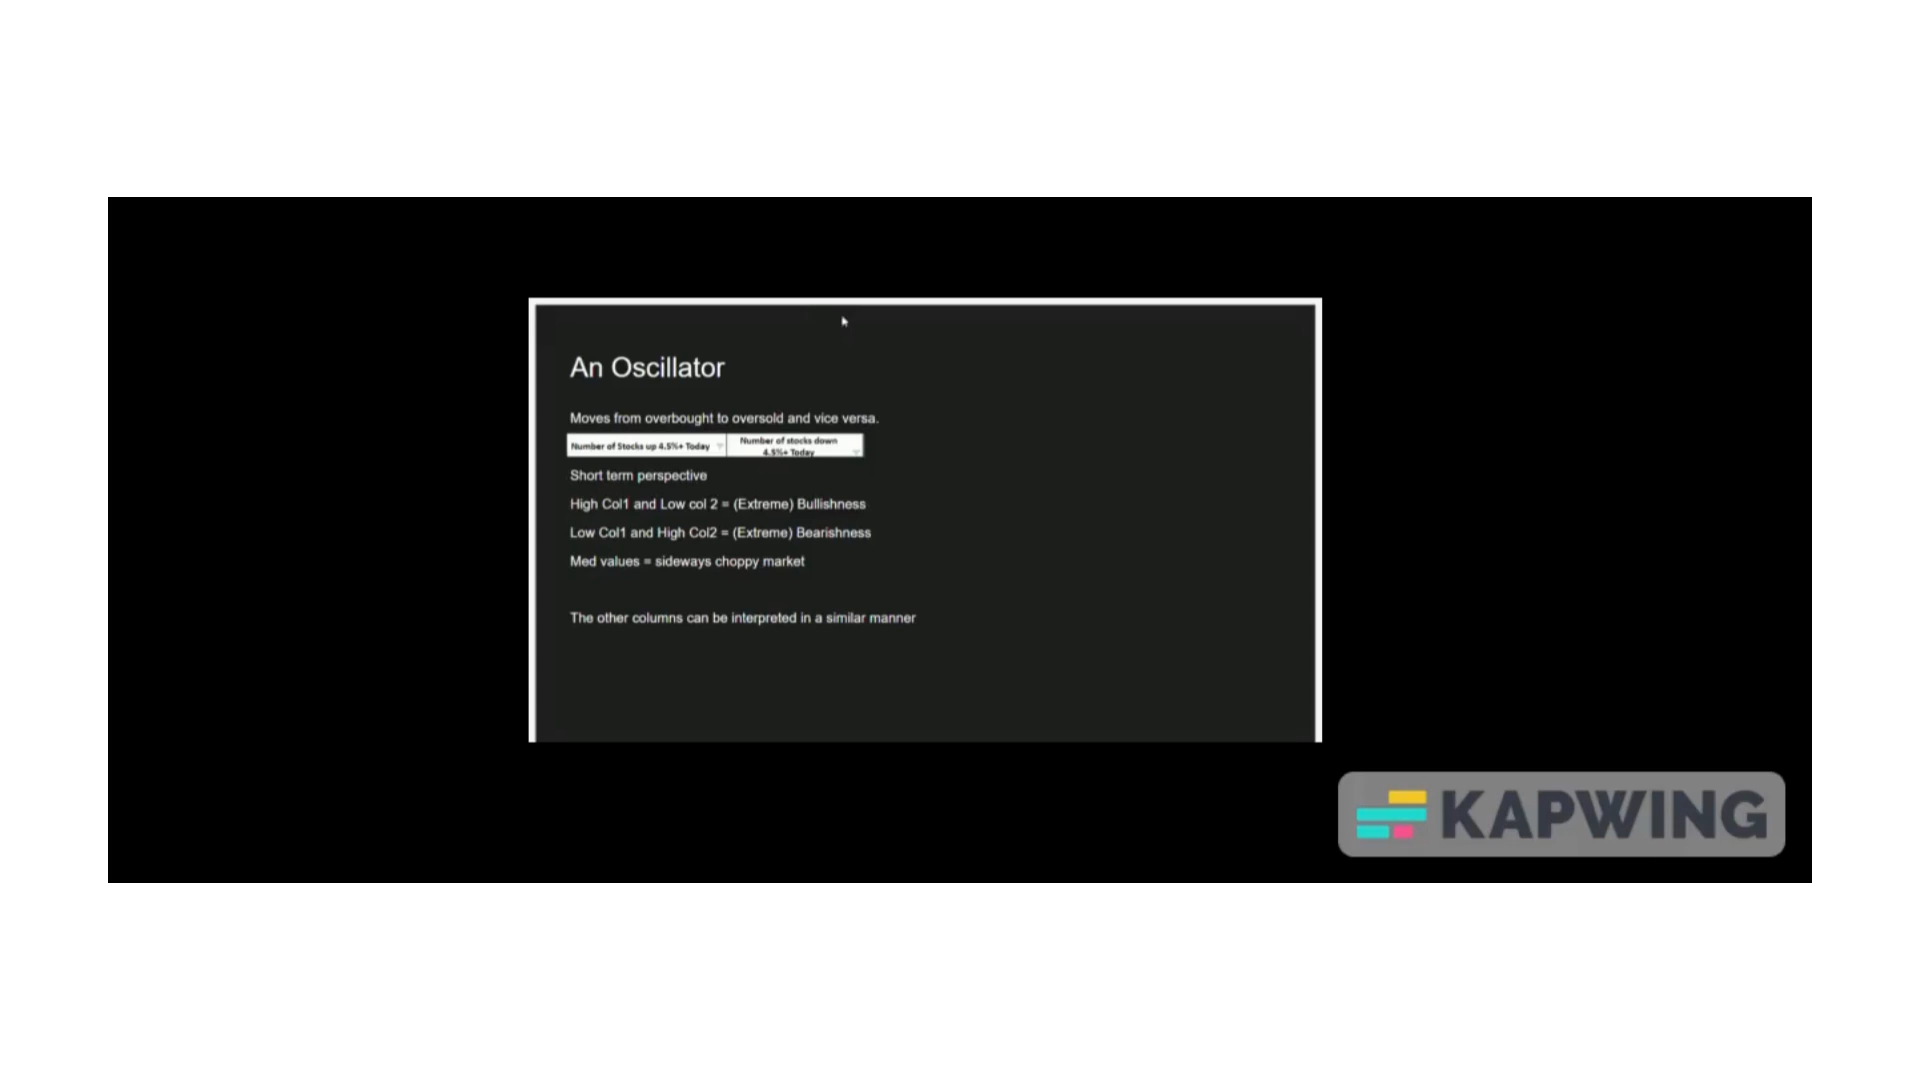 An Oscillator
Moves from overbought to oversold and vice versa.
Number of Stocks up 4.5%+ Today
Number of stocks down
4.5%+ Today
Short term perspective
High Col1 and Low col 2 = (Extreme) Bullishness
Low Col1 and High Col2 = (Extreme) Bearishness
Med values = sideways choppy market
The other columns can be interpreted in a similar manner
KAPWING